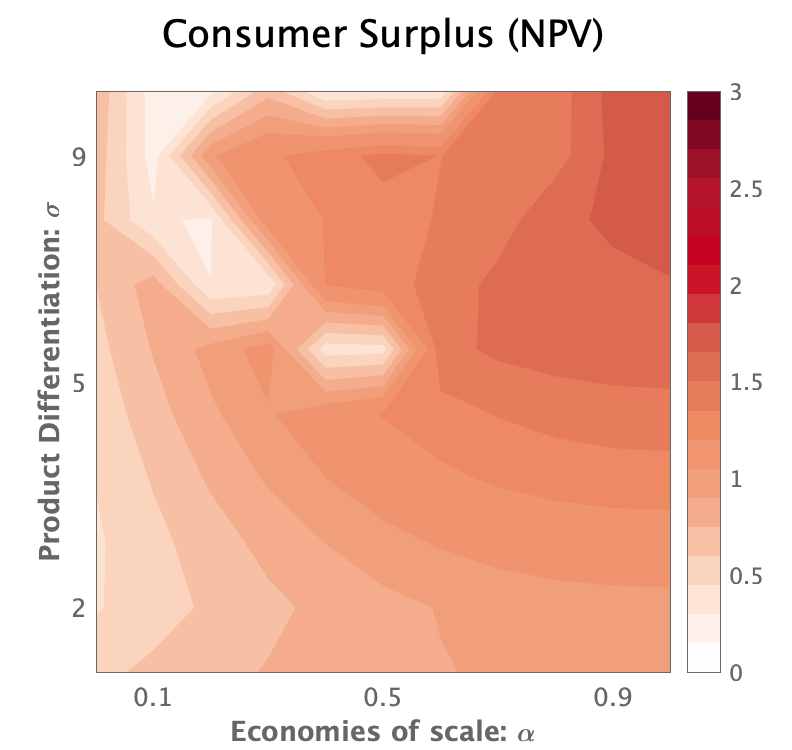 Consumer Surplus (NPV)
3
9
2.5
2
1.5
5
1
0.5
2
0
0.1 0.5 0.9
Product Differentiation: σ
Economies of scale: α